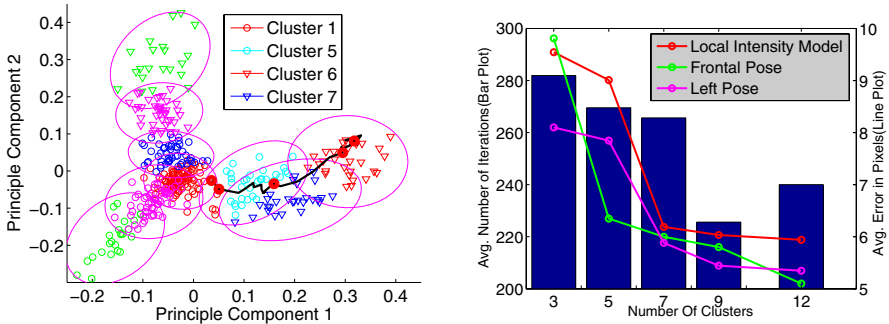 0.4
0.3
0.2
0.1
0
−0.1
−0.2
Principle Component 2
−0.2
−0.1
0
0.1
0.2
0.3
0.4
Principle Component 1
Cluster 1
Cluster 5
Cluster 6
Cluster 7
300
280
260
240
220
200
Avg. Number of Iterations(Bar Plot)
Local Intensity Model
Frontal Pose
Left Pose
10
9
8
7
6
5
Avg. Error in Pixels(Line Plot)
3
5
7
9
12
Number Of Clusters